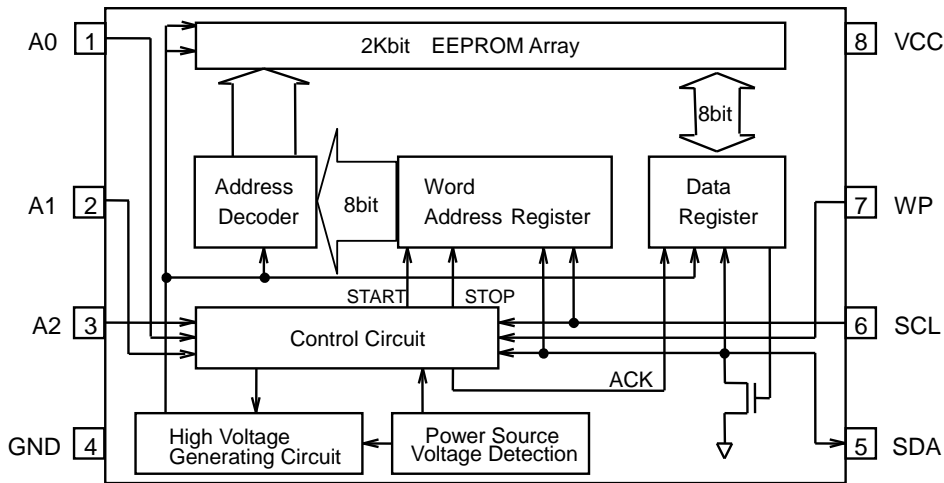 A0 1
2Kbit EEPROM Array
8 VCC
8bit
A1 2
Address
Decoder
8bit
Word
Address Register
Data
Register
7 WP
START
STOP
A2 3
Control Circuit
6 SCL
ACK
GND 4
High Voltage
Generating Circuit
Power Source
Voltage Detection
5 SDA